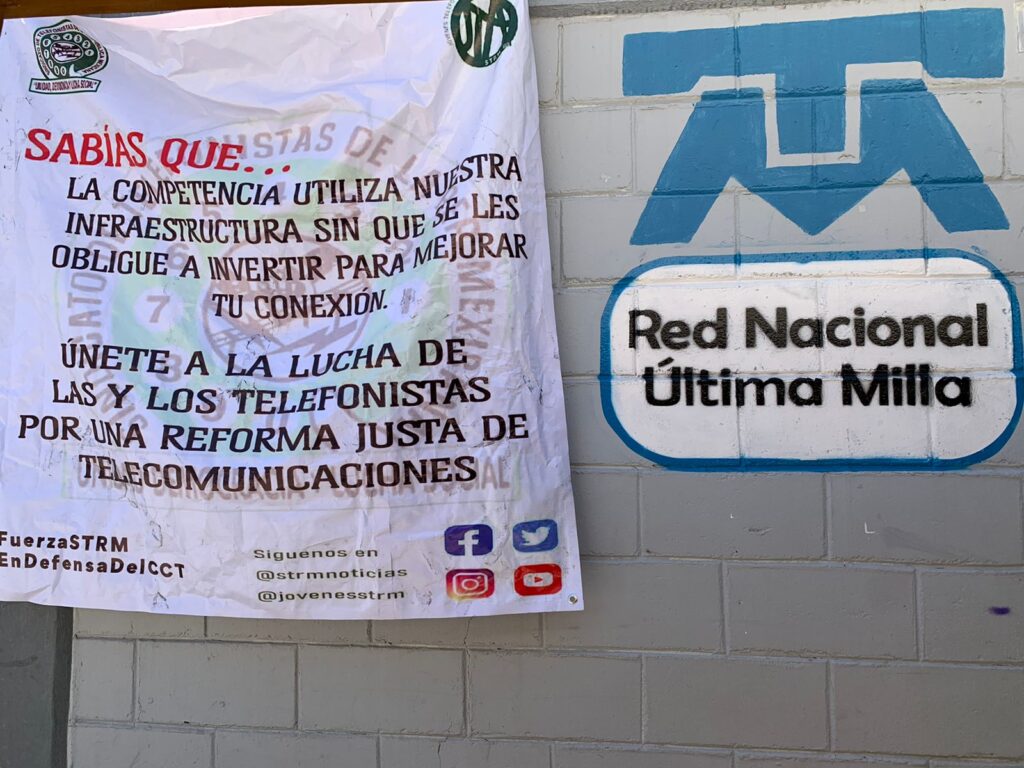 SABÍAS QUE...
LA COMPETENCIA UTILIZA NUESTRA
INFRAESTRUCTURA SIN QUE SE LES
OBLIGUE A INVERTIR PARA MEJORAR
TU CONEXIÓN.
ÚNETE A LA LUCHA DE
LAS Y LOS TELEFONISTAS
POR UNA REFORMA JUSTA DE
TELECOMUNICACIONES
FuerzaSTRM
EnDefensaDelCCT
Siguenos en
@strmnoticias
@jovenesstrm
Red Nacional
Última Milla